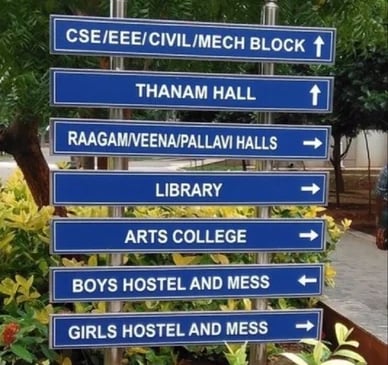 CSE/EEE/CIVIL/MECH BLOCK ↑
THANAM HALL ↑
RAAGAM/VEENA/PALLAVI HALLS →
LIBRARY →
ARTS COLLEGE →
BOYS HOSTEL AND MESS ←
GIRLS HOSTEL AND MESS →